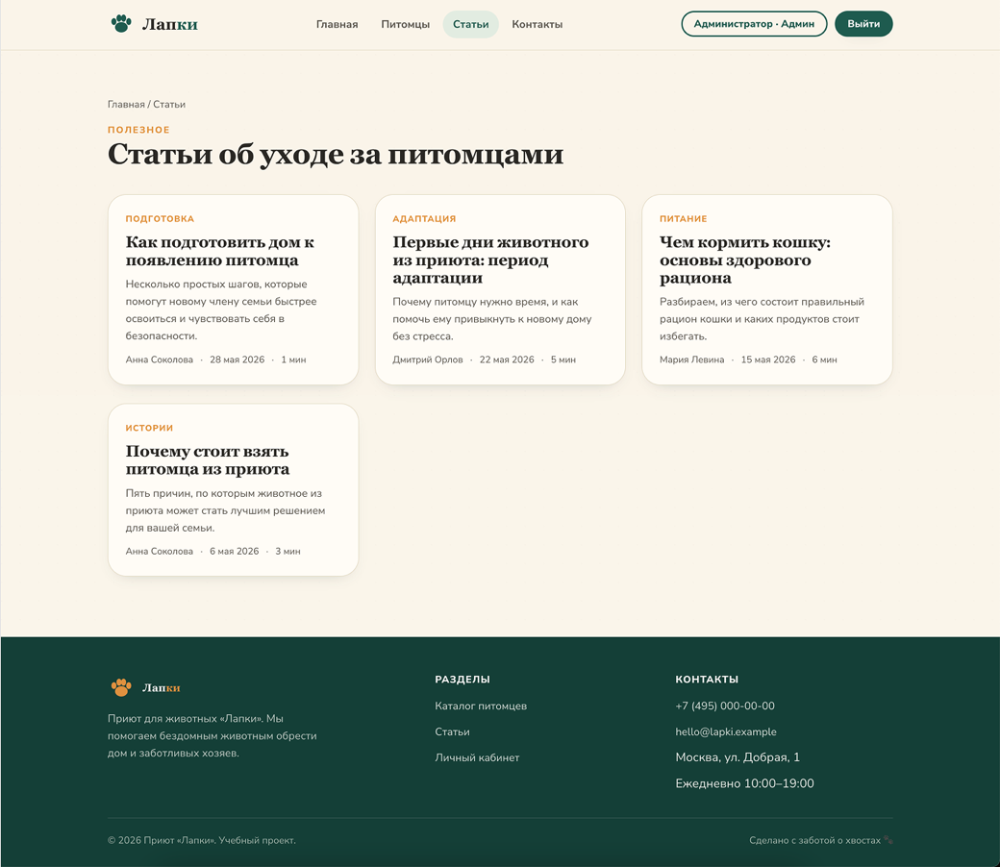 Лапки
Главная Питомцы Статьи Контакты
Администратор · Админ Выйти
Главная / Статьи
ПОЛЕЗНОЕ
Статьи об уходе за питомцами
ПОДГОТОВКА
Как подготовить дом к
появлению питомца
Несколько простых шагов, которые
помогут новому члену семьи быстрее
освоиться и чувствовать себя в
безопасности.
Анна Соколова · 28 мая 2026 · 1 мин
АДАПТАЦИЯ
Первые дни животного
из приюта: период
адаптации
Почему питомцу нужно время, и как
помочь ему привыкнуть к новому дому
без стресса.
Дмитрий Орлов · 22 мая 2026 · 5 мин
ПИТАНИЕ
Чем кормить кошку:
основы здорового
рациона
Разбираем, из чего состоит правильный
рацион кошки и каких продуктов стоит
избегать.
Мария Левина · 15 мая 2026 · 6 мин
ИСТОРИИ
Почему стоит взять
питомца из приюта
Пять причин, по которым животное из
приюта может стать лучшим решением
для вашей семьи.
Анна Соколова · 6 мая 2026 · 3 мин
Лапки
Приют для животных «Лапки». Мы
помогаем бездомным животным обрести
дом и заботливых хозяев.
РАЗДЕЛЫ
Каталог питомцев
Статьи
Личный кабинет
КОНТАКТЫ
+7 (495) 000-00-00
hello@lapki.example
Москва, ул. Добрая, 1
Ежедневно 10:00–19:00
© 2026 Приют «Лапки». Учебный проект.
Сделано с заботой о хвостах 🐾